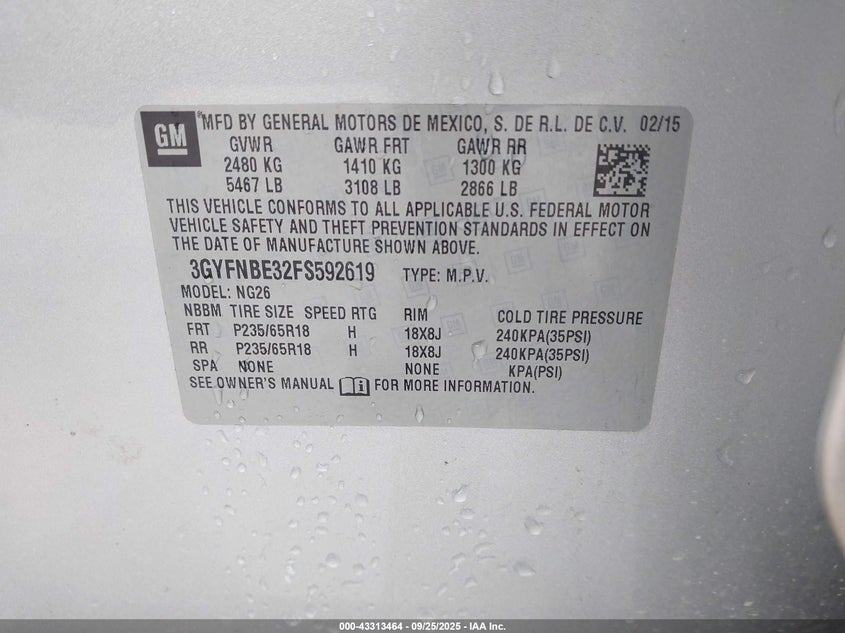 GM ® MFD BY GENERAL MOTORS DE MEXICO, S. DE R.L. DE C.V. 02/15
GVWR GAWR FRT GAWR RR
2480 KG 1410 KG 1300 KG
5467 LB 3108 LB 2866 LB
THIS VEHICLE CONFORMS TO ALL APPLICABLE U.S. FEDERAL MOTOR
VEHICLE SAFETY AND THEFT PREVENTION STANDARDS IN EFFECT ON
THE DATE OF MANUFACTURE SHOWN ABOVE.
3GYFNBE32FS592619 TYPE: M.P.V.
MODEL: NG26
NBBM TIRE SIZE SPEED RTG RIM COLD TIRE PRESSURE
FRT P235/65R18 H 18X8J 240KPA(35PSI)
RR P235/65R18 H 18X8J 240KPA(35PSI)
SPA NONE NONE KPA(PSI)
SEE OWNER'S MANUAL FOR MORE INFORMATION.
000-43313464 - 09/25/2025 - IAA Inc.